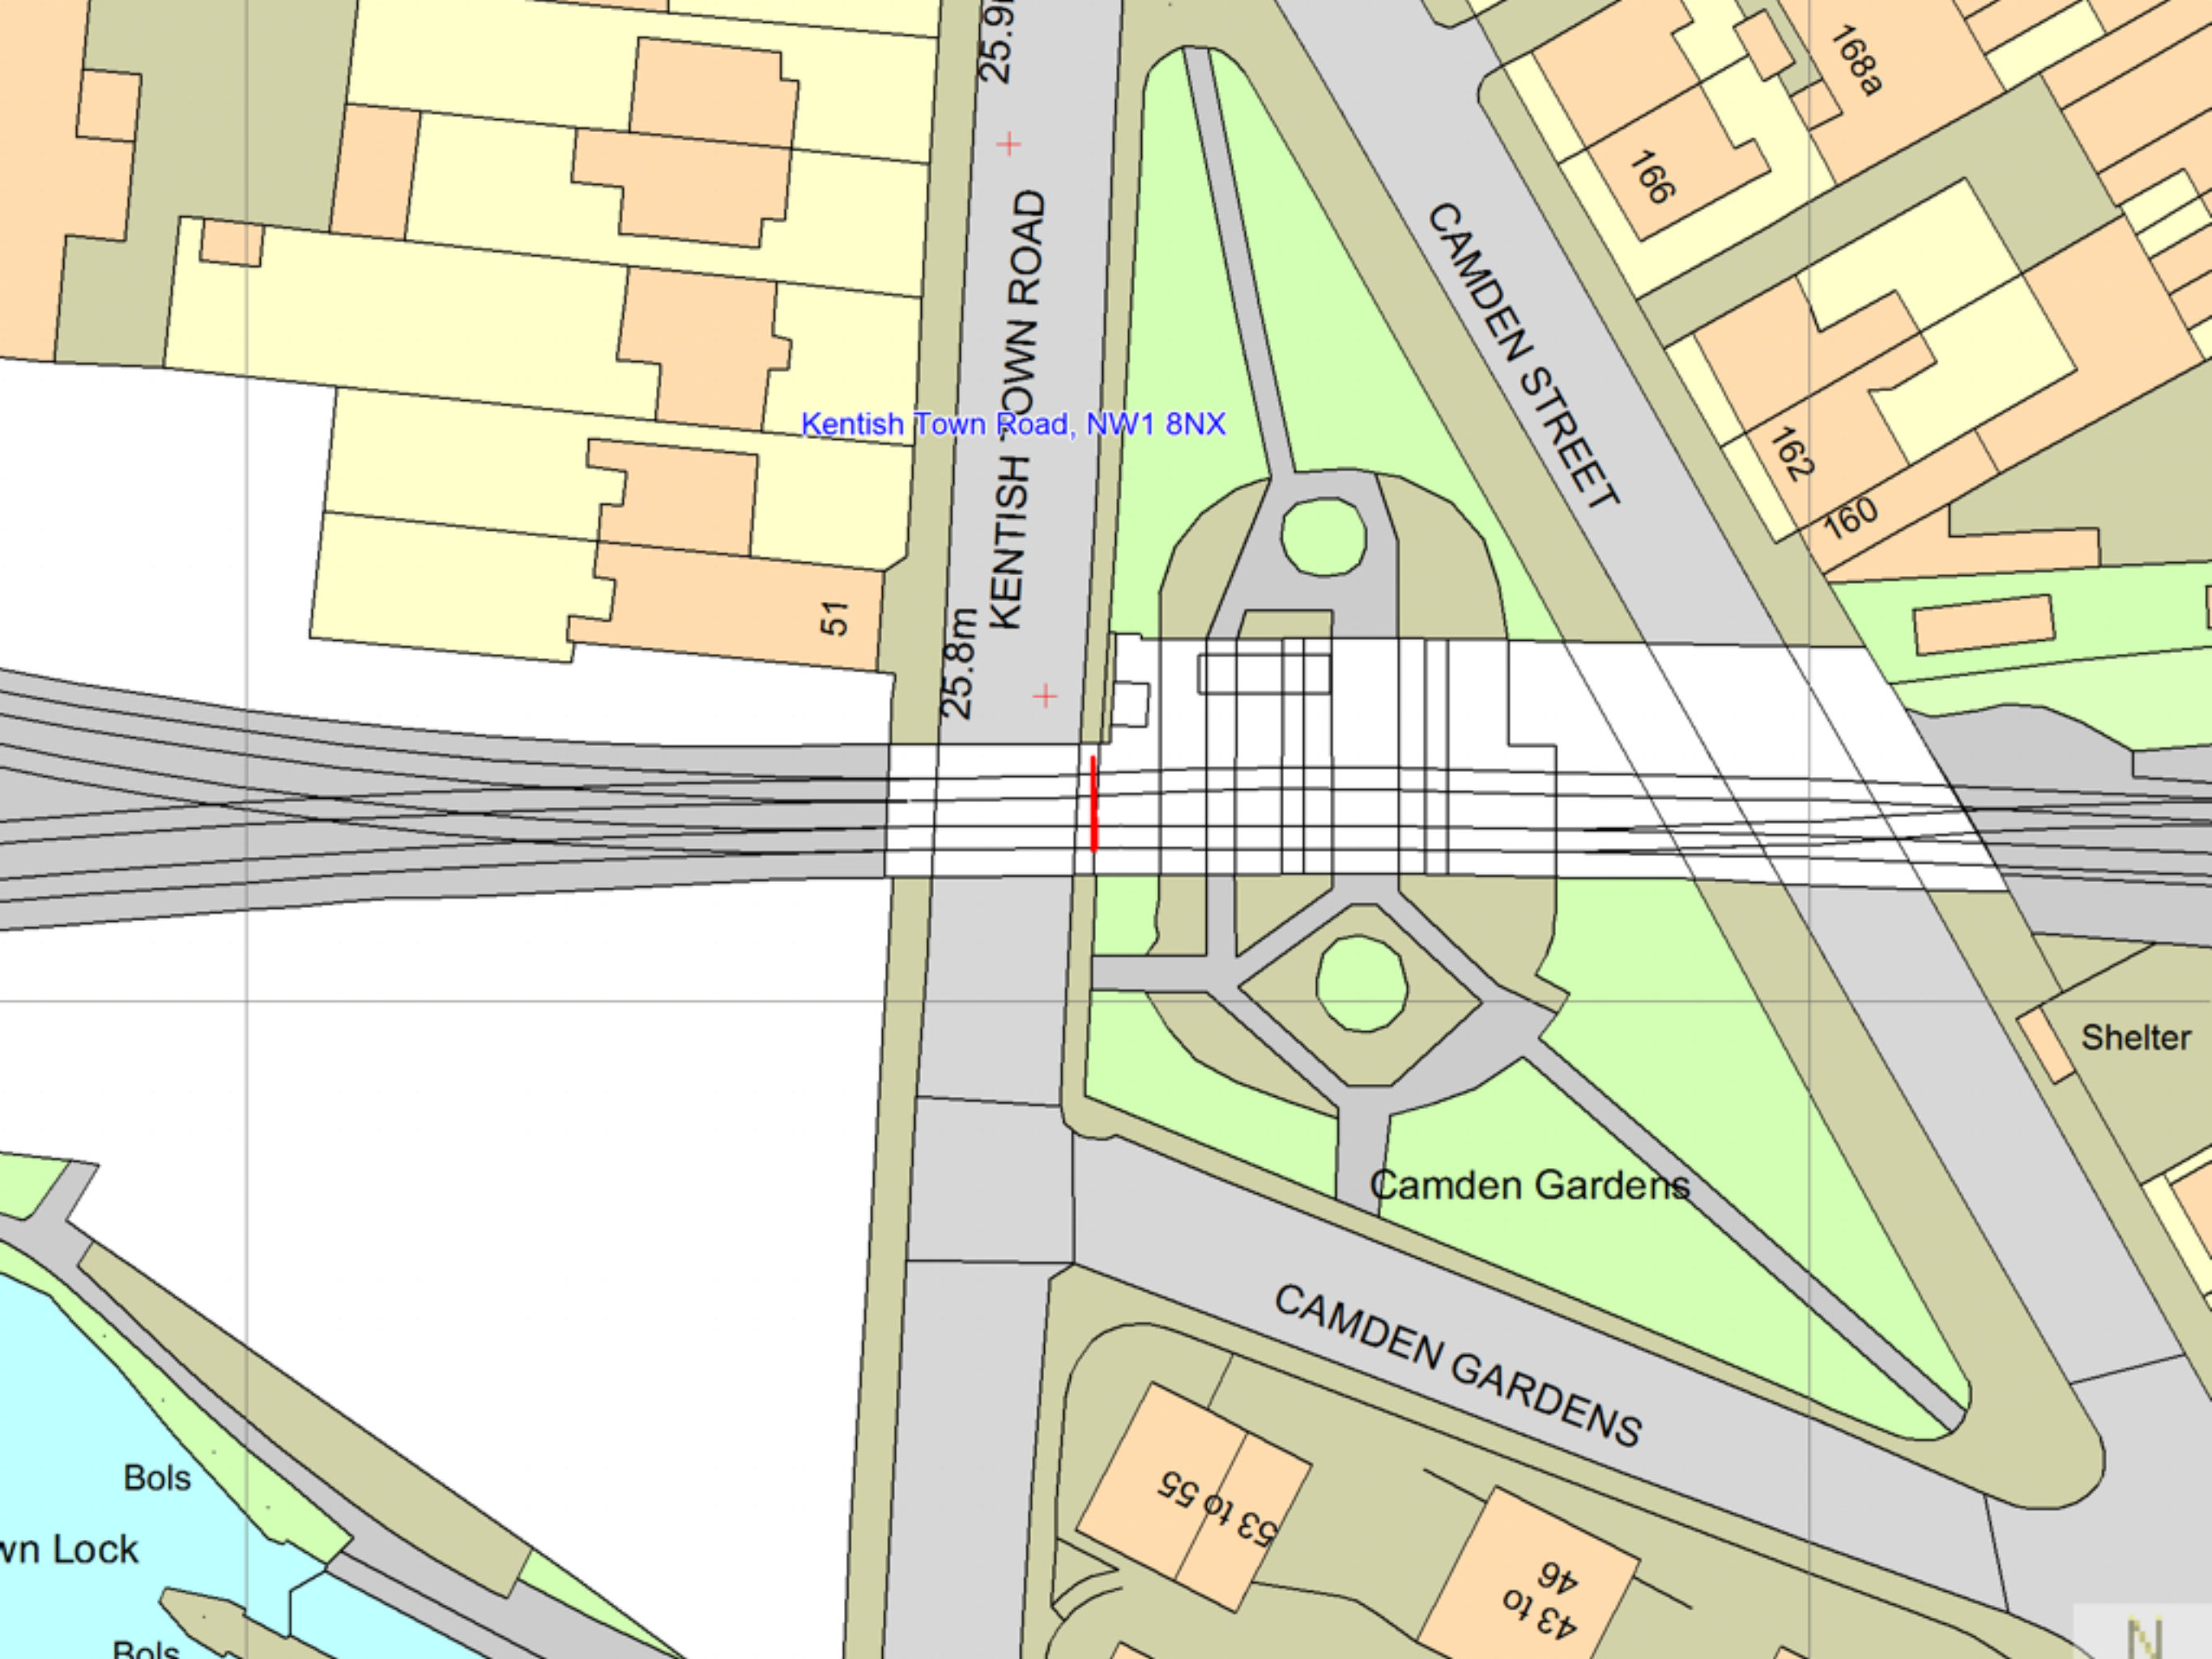 25.9
168a
166
KENTISH TOWN ROAD
CAMDEN STREET
Kentish Town Road, NW1 8NX
162
160
51
25.8m
Shelter
Camden Gardens
CAMDEN GARDENS
Bols
53 to 55
wn Lock
43 to
46
Bols
N